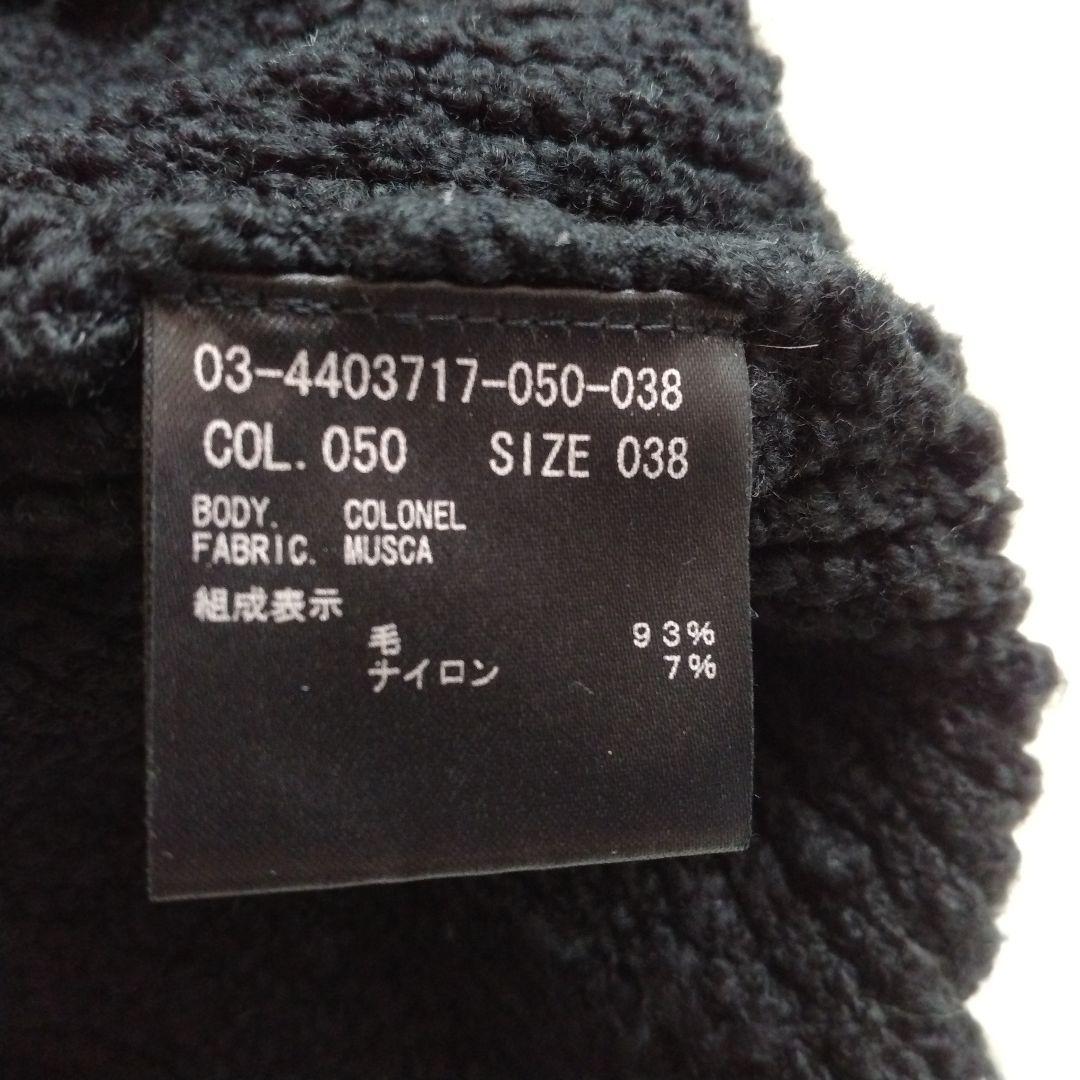 03-4403717-050-038
COL. 050 SIZE 038
BODY. COLONEL
FABRIC. MUSCA
組成表示
毛 93%
ナイロン 7%